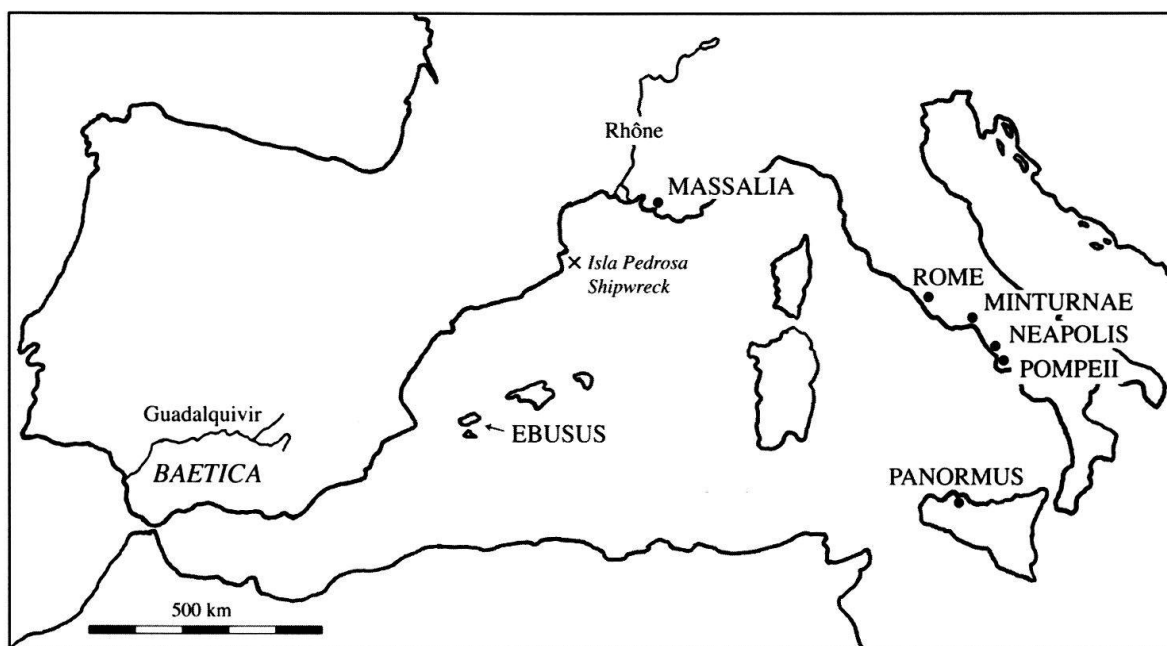 Rhône
MASSALIA
Isla Pedrosa
Shipwreck
ROME
MINTURNAE
NEAPOLIS
POMPEII
Guadalquivir
EBUSUS
BAETICA
PANORMUS
500 km